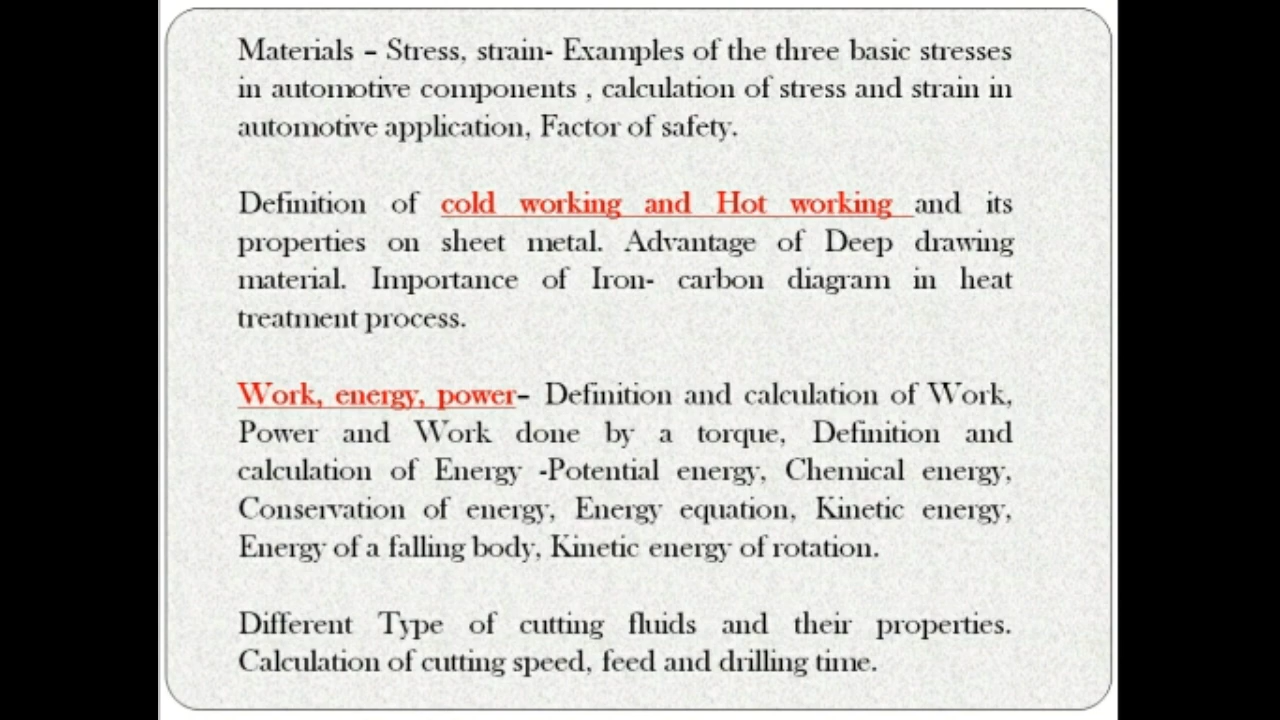 Materials – Stress, strain- Examples of the three basic stresses
in automotive components , calculation of stress and strain in
automotive application, Factor of safety.
Definition of cold working and Hot working and its
properties on sheet metal. Advantage of Deep drawing
material. Importance of Iron- carbon diagram in heat
treatment process.
Work, energy, power– Definition and calculation of Work,
Power and Work done by a torque, Definition and
calculation of Energy -Potential energy, Chemical energy,
Conservation of energy, Energy equation, Kinetic energy,
Energy of a falling body, Kinetic energy of rotation.
Different Type of cutting fluids and their properties.
Calculation of cutting speed, feed and drilling time.